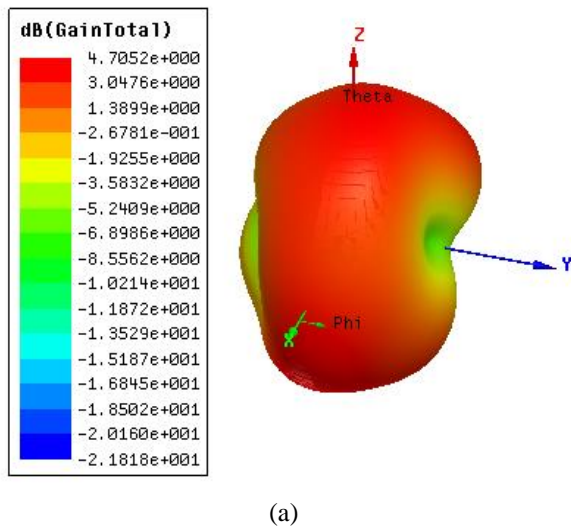 dB(GainTotal)
4.7052e+000
3.0476e+000
1.3899e+000
-2.6781e-001
-1.9255e+000
-3.5832e+000
-5.2409e+000
-6.8986e+000
-8.5562e+000
-1.0214e+001
-1.1872e+001
-1.3529e+001
-1.5187e+001
-1.6845e+001
-1.8502e+001
-2.0160e+001
-2.1818e+001
Z
Theta
Y
Phi
X
(a)